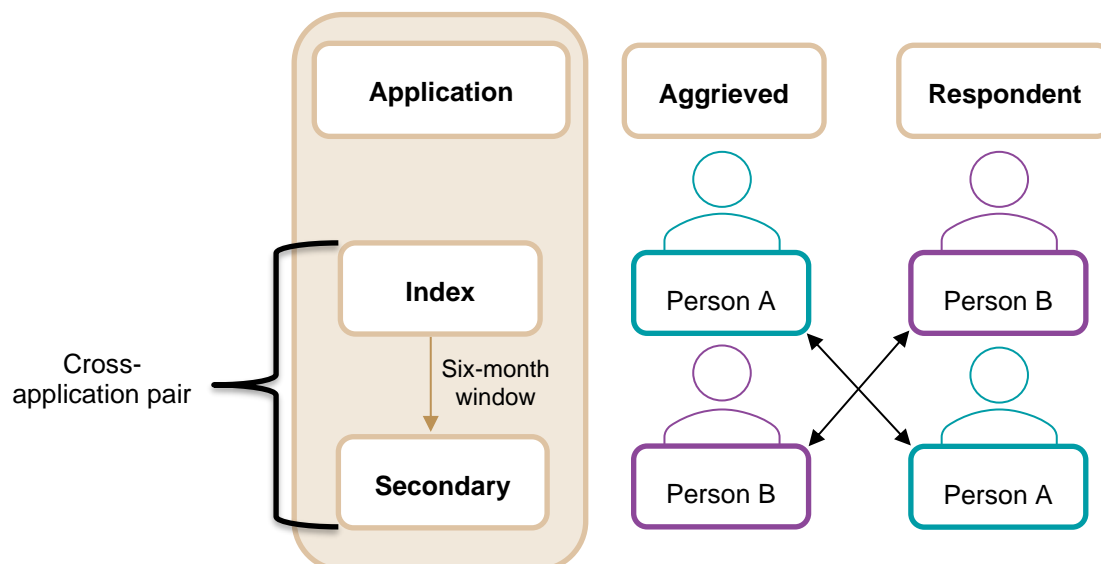 Application
Aggrieved
Respondent
Index
Person A
Person B
Cross-
application pair
Six-month
window
Secondary
Person B
Person A